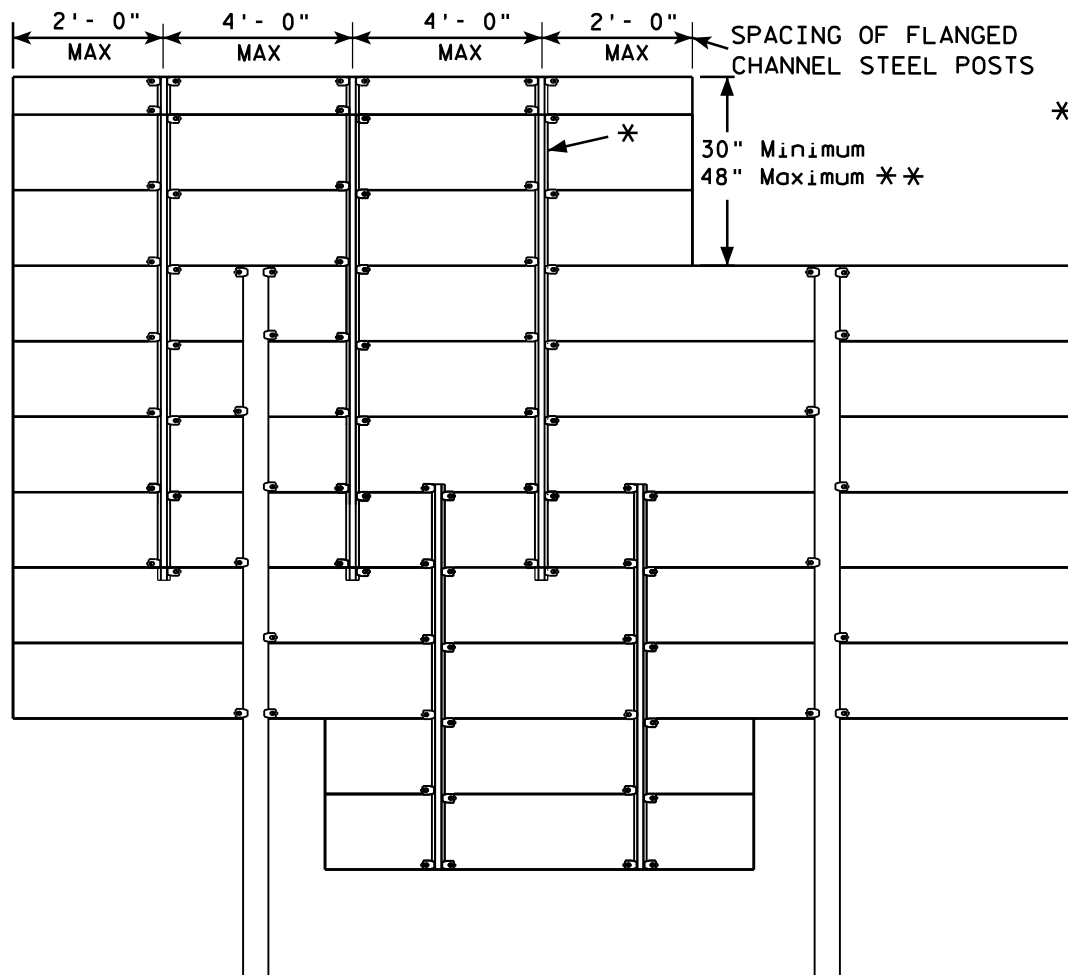 2'- 0" 4'- 0" 4'- 0" 2'- 0"
MAX MAX MAX MAX
SPACING OF FLANGED
CHANNEL STEEL POSTS
*
*
30" Minimum
48" Maximum * *